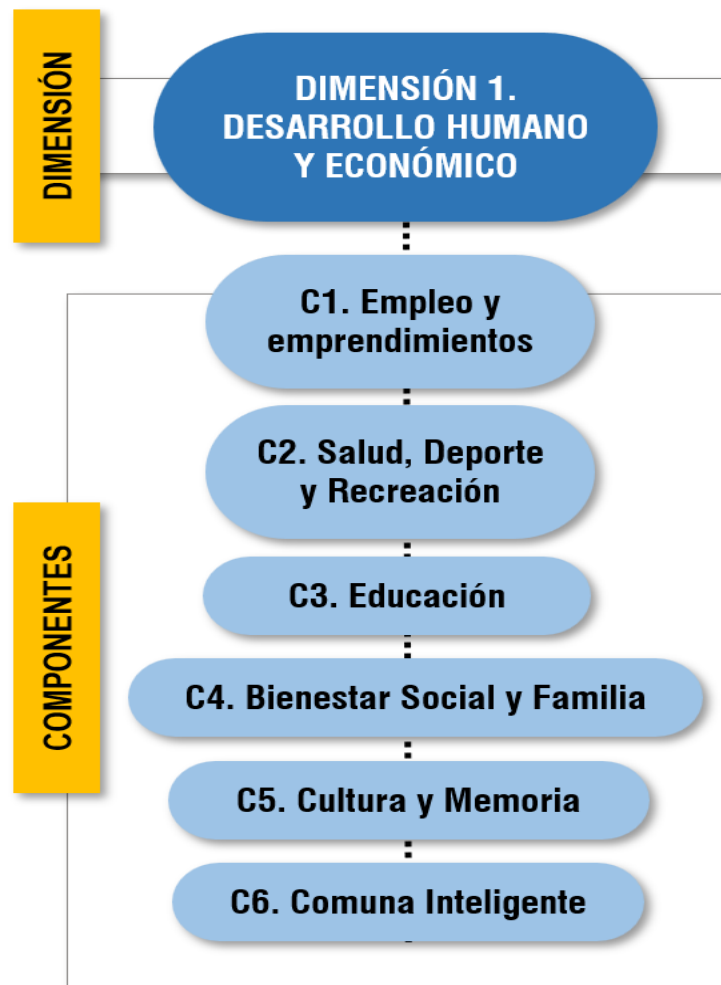 DIMENSIÓN
DIMENSIÓN 1.
DESARROLLO HUMANO
Y ECONÓMICO
COMPONENTES
C1. Empleo y
emprendimientos
C2. Salud, Deporte
y Recreación
C3. Educación
C4. Bienestar Social y Familia
C5. Cultura y Memoria
C6. Comuna Inteligente